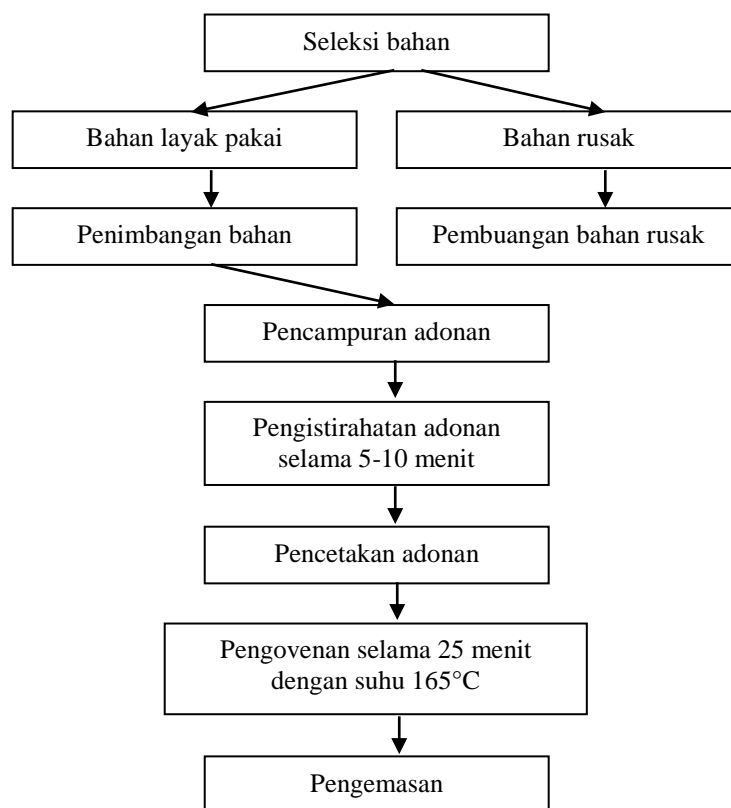 Seleksi bahan
Bahan layak pakai
Bahan rusak
Penimbangan bahan
Pembuangan bahan rusak
Pencampuran adonan
Pengistirahatan adonan
selama 5-10 menit
Pencetakan adonan
Pengovenan selama 25 menit
dengan suhu 165°C
Pengemasan